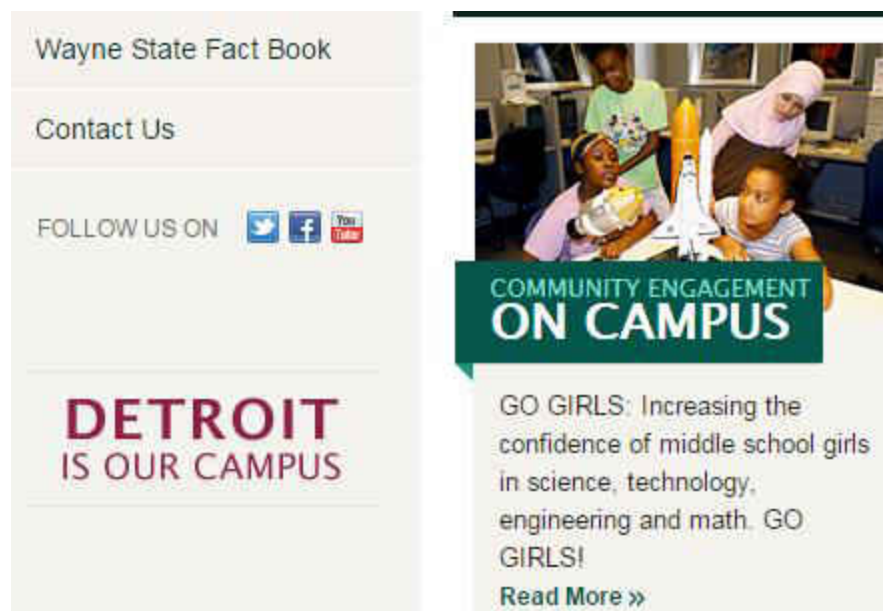 Wayne State Fact Book
Contact Us
FOLLOW US ON
You
Tube
DETROIT
IS OUR CAMPUS
COMMUNITY ENGAGEMENT
ON CAMPUS
GO GIRLS: Increasing the
confidence of middle school girls
in science, technology,
engineering and math. GO
GIRLS!
Read More »